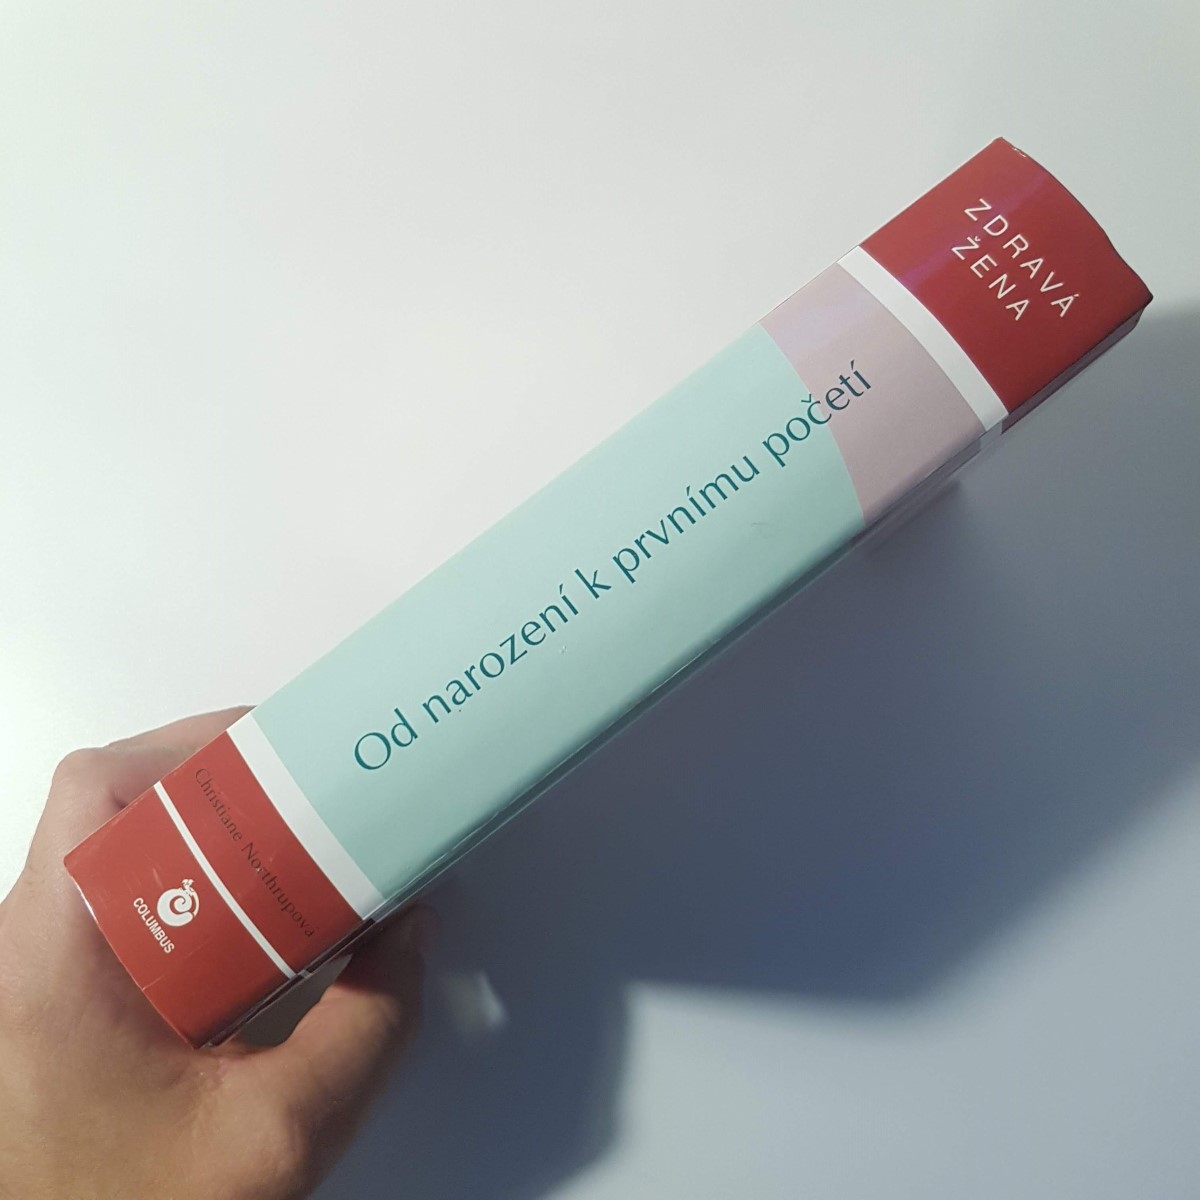 ZDRAVÁ
ŽENA
Od narození k prvnímu početí
Christiane Northrupová
COLUMBUS